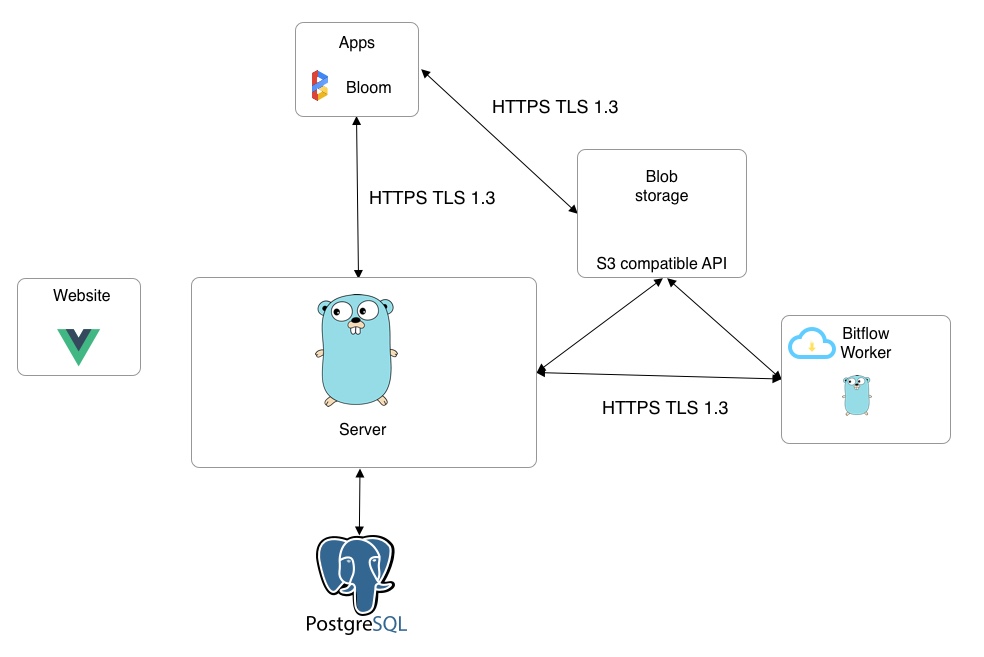 Apps
Bloom
HTTPS TLS 1.3
HTTPS TLS 1.3
Blob
storage
S3 compatible API
Website
Server
Bitflow
Worker
HTTPS TLS 1.3
PostgreSQL